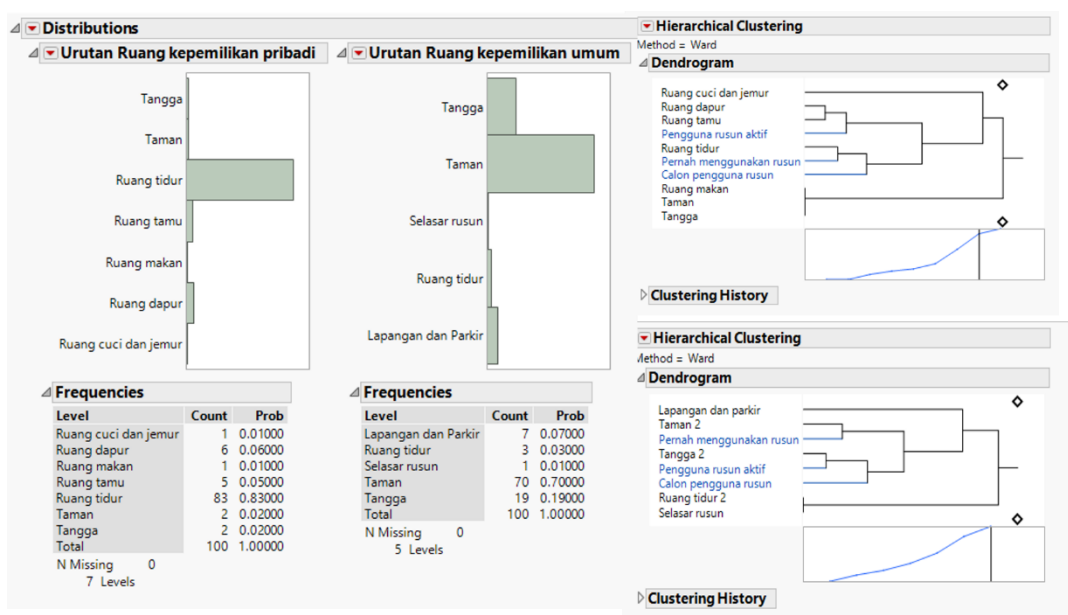 Distributions
Urutan Ruang kepemilikan pribadi
Tangga
Taman
Ruang tidur
Ruang tamu
Ruang makan
Ruang dapur
Ruang cuci dan jemur
Frequencies
Level Count Prob
Ruang cuci dan jemur 1 0.01000
Ruang dapur 6 0.06000
Ruang makan 1 0.01000
Ruang tamu 5 0.05000
Ruang tidur 83 0.83000
Taman 2 0.02000
Tangga 2 0.02000
Total 100 1.00000
N Missing 0
7 Levels
Urutan Ruang kepemilikan umum
Tangga
Taman
Selasar rusun
Ruang tidur
Lapangan dan Parkir
Frequencies
Level Count Prob
Lapangan dan Parkir 7 0.07000
Ruang tidur 3 0.03000
Selasar rusun 1 0.01000
Taman 70 0.70000
Tangga 19 0.19000
Total 100 1.00000
N Missing 0
5 Levels
Hierarchical Clustering
Method = Ward
Dendrogram
Ruang cuci dan jemur
Ruang dapur
Ruang tamu
Pengguna rusun aktif
Ruang tidur
Pernah menggunakan rusun
Calon pengguna rusun
Ruang makan
Taman
Tangga
Clustering History
Hierarchical Clustering
Method = Ward
Dendrogram
Lapangan dan parkir
Taman 2
Pernah menggunakan rusun
Tangga 2
Pengguna rusun aktif
Calon pengguna rusun
Ruang tidur 2
Selasar rusun
Clustering History